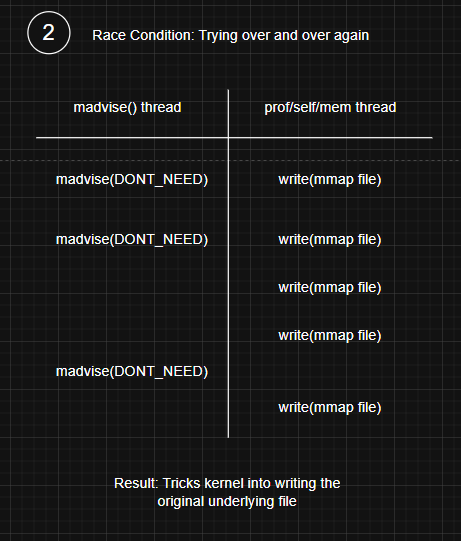 2
Race Condition: Trying over and over again
madvise() thread
prof/self/mem thread
madvise(DONT_NEED)
write(mmap file)
madvise(DONT_NEED)
write(mmap file)
write(mmap file)
write(mmap file)
madvise(DONT_NEED)
write(mmap file)
Result: Tricks kernel into writing the
original underlying file